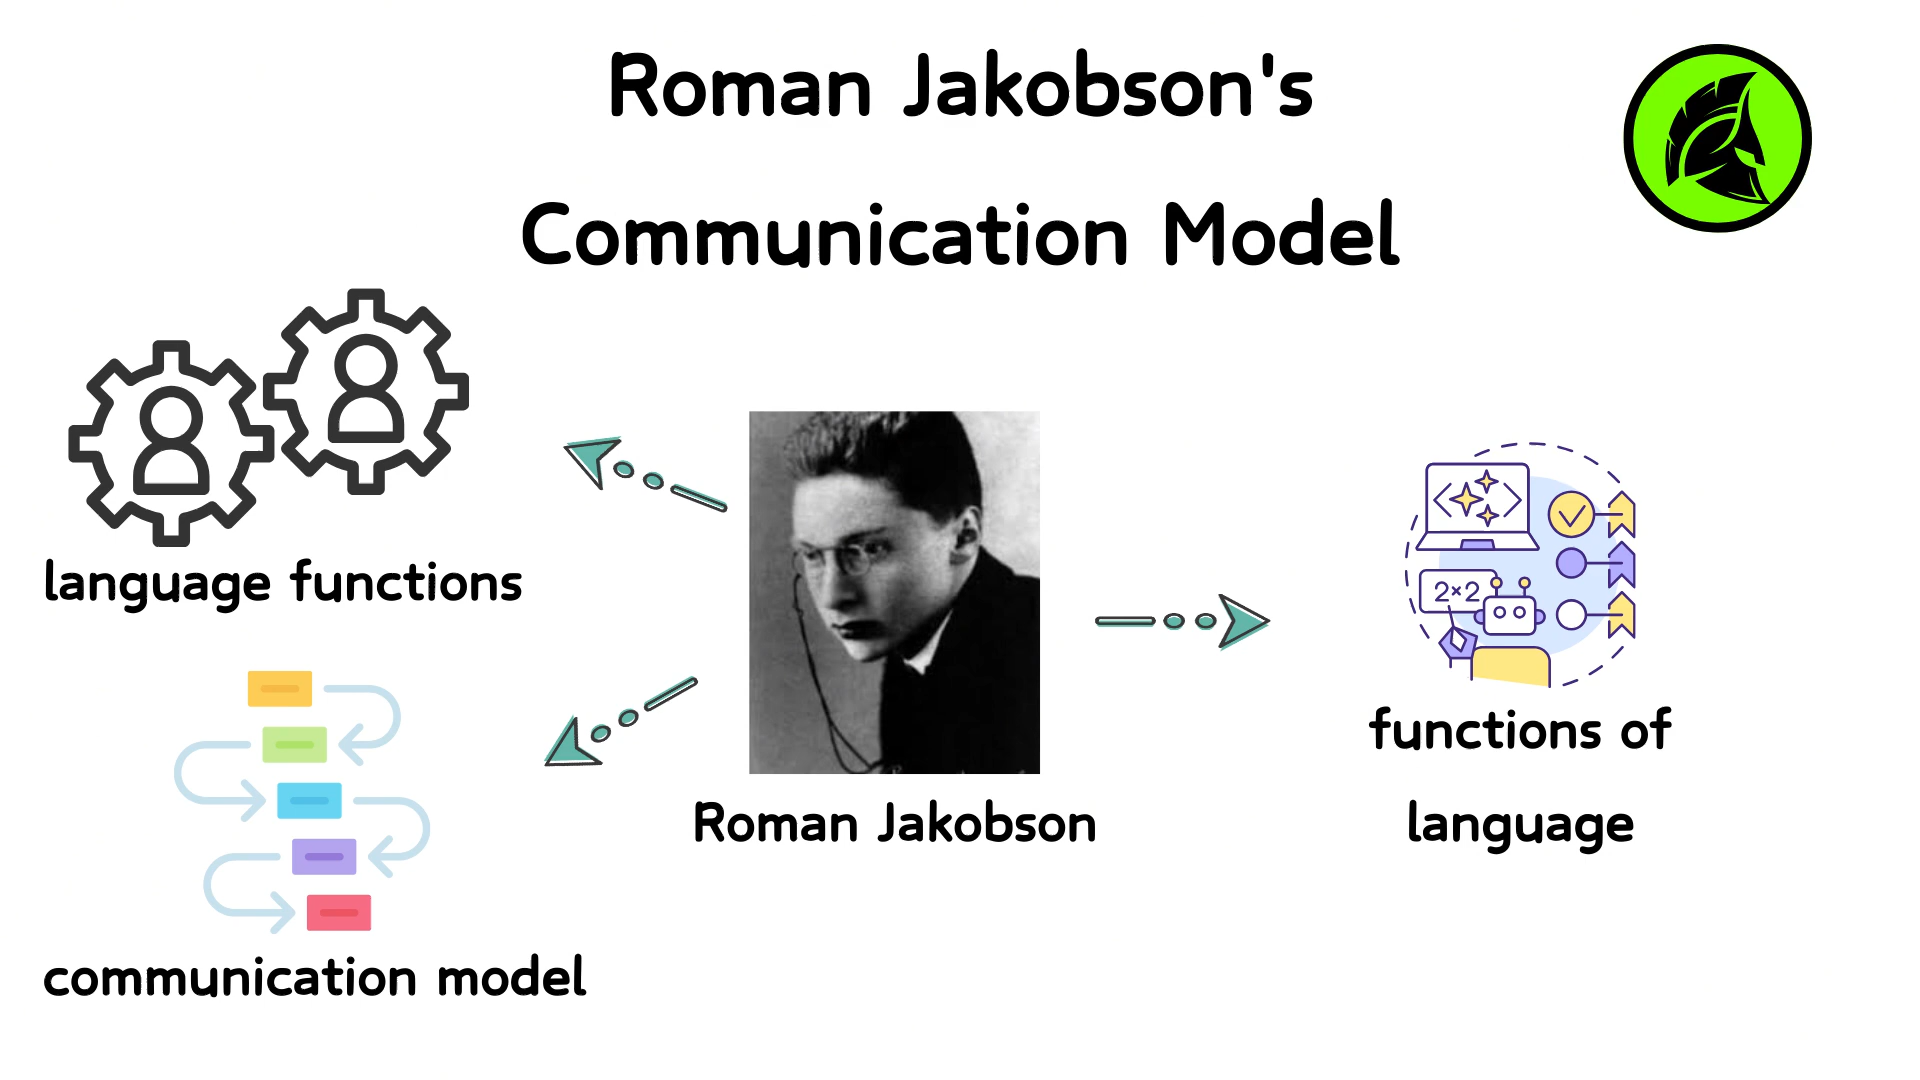 Roman Jakobson's
Communication Model
language functions
2×2
functions of
language
Roman Jakobson
communication model